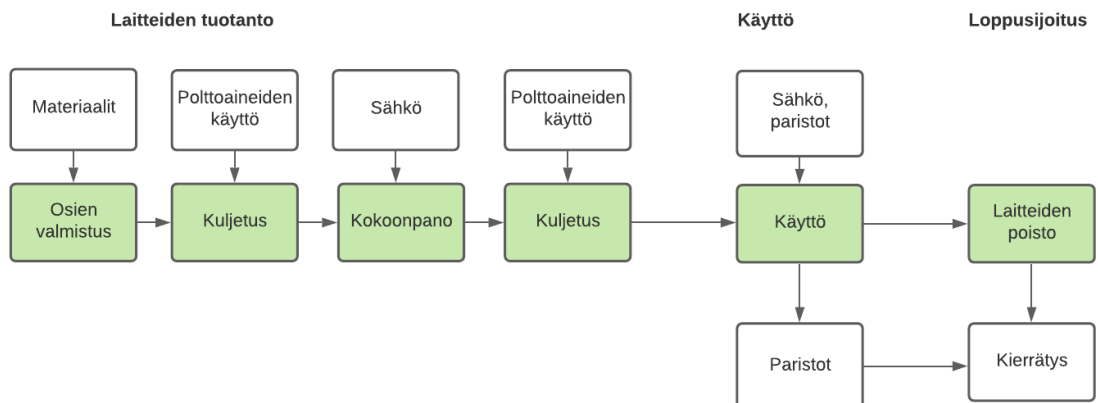 Laitteiden tuotanto
Käyttö
Loppusijoitus
Materiaalit
Polttoaineiden
käyttö
Sähkö
Polttoaineiden
käyttö
Sähkö,
paristot
Osien
valmistus
Kuljetus
Kokoonpano
Kuljetus
Käyttö
Laitteiden
poisto
Paristot
Kierrätys